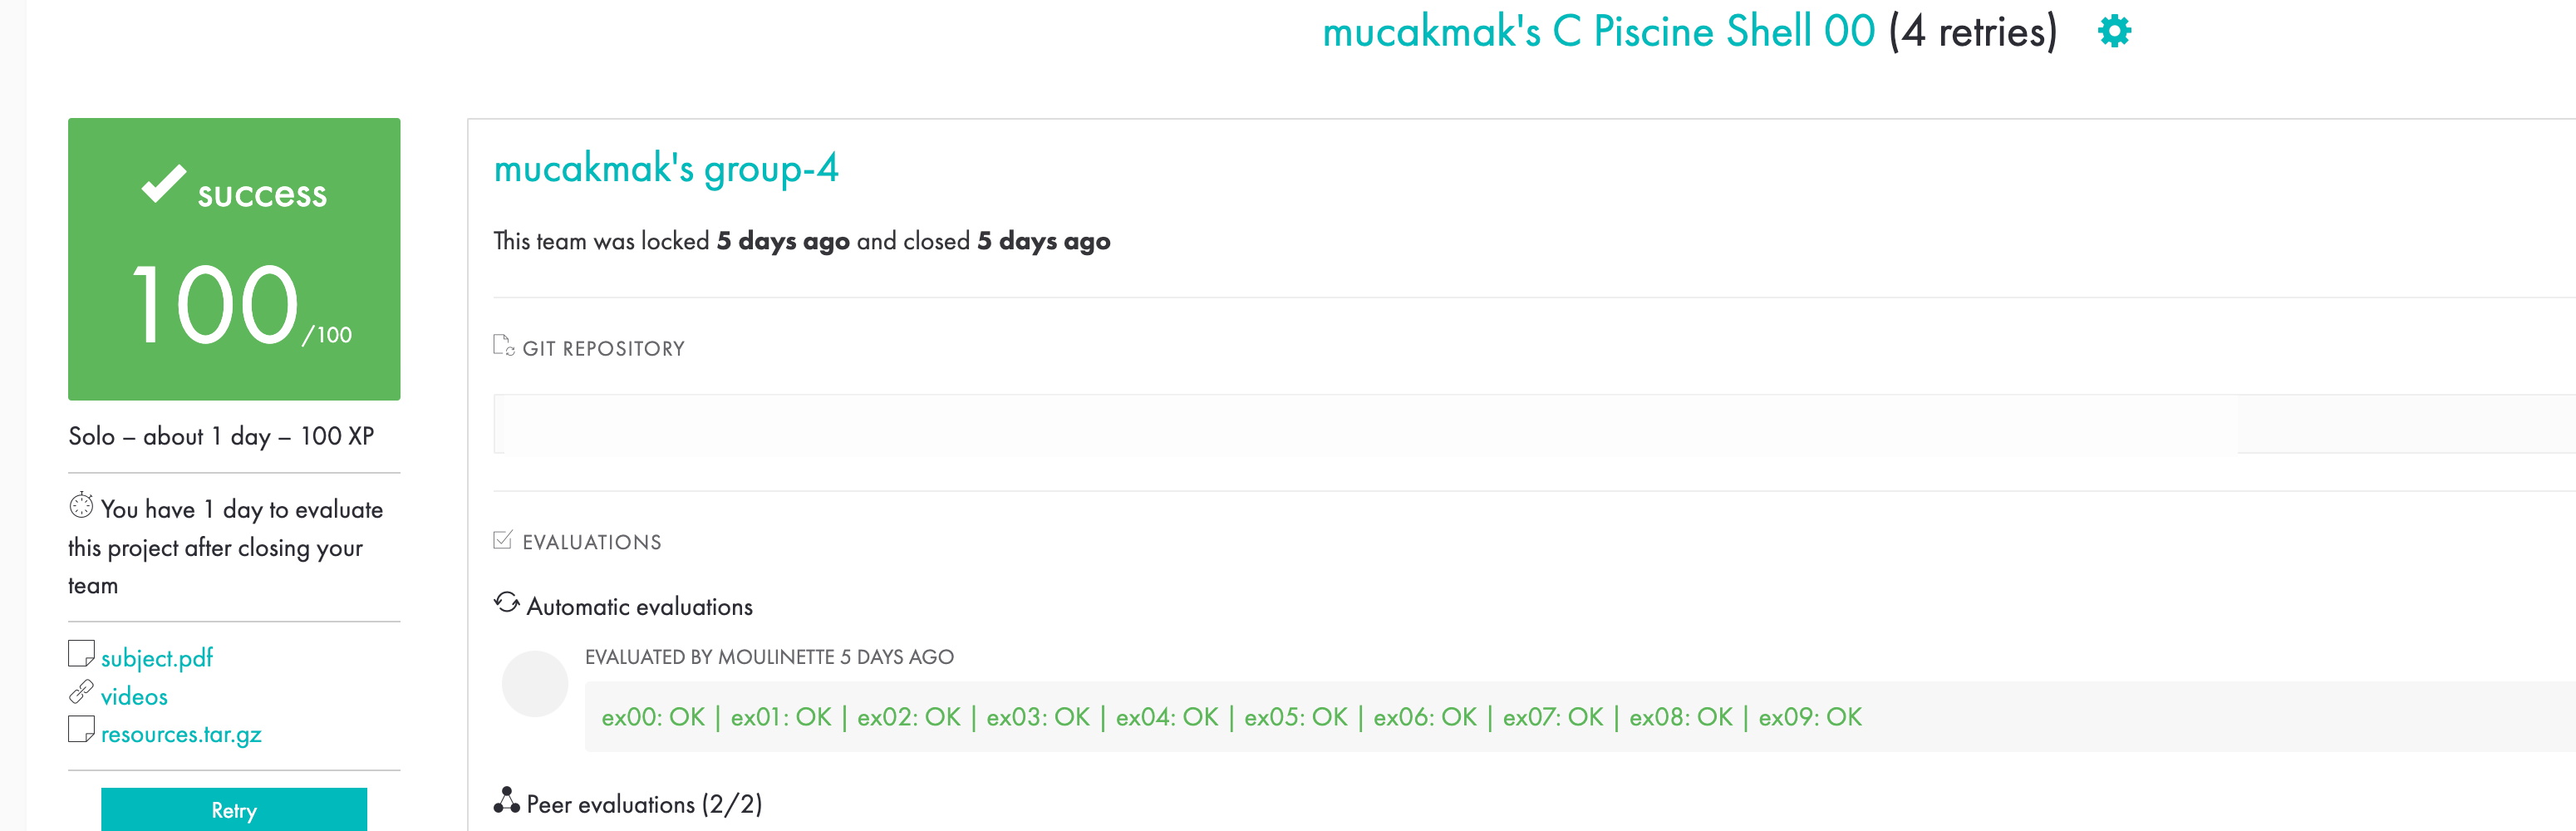 mucakmak's C Piscine Shell 00 (4 retries)
success
100/100
Solo – about 1 day – 100 XP
You have 1 day to evaluate
this project after closing your
team
subject.pdf
videos
resources.tar.gz
Retry
mucakmak's group-4
This team was locked 5 days ago and closed 5 days ago
GIT REPOSITORY
EVALUATIONS
Automatic evaluations
EVALUATED BY MOULINETTE 5 DAYS AGO
ex00: OK | ex01: OK | ex02: OK | ex03: OK | ex04: OK | ex05: OK | ex06: OK | ex07: OK | ex08: OK | ex09: OK
Peer evaluations (2/2)